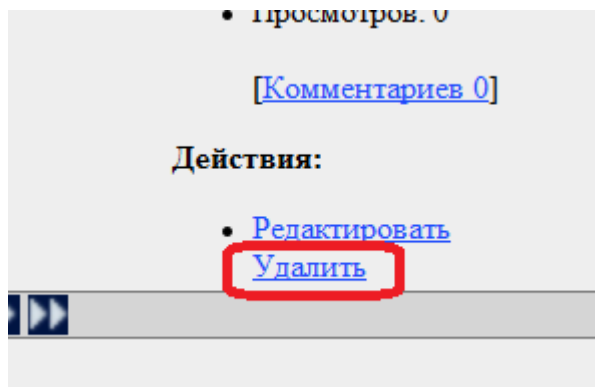 Просмотров: 0
[Комментариев 0]
Действия:
Редактировать
Удалить